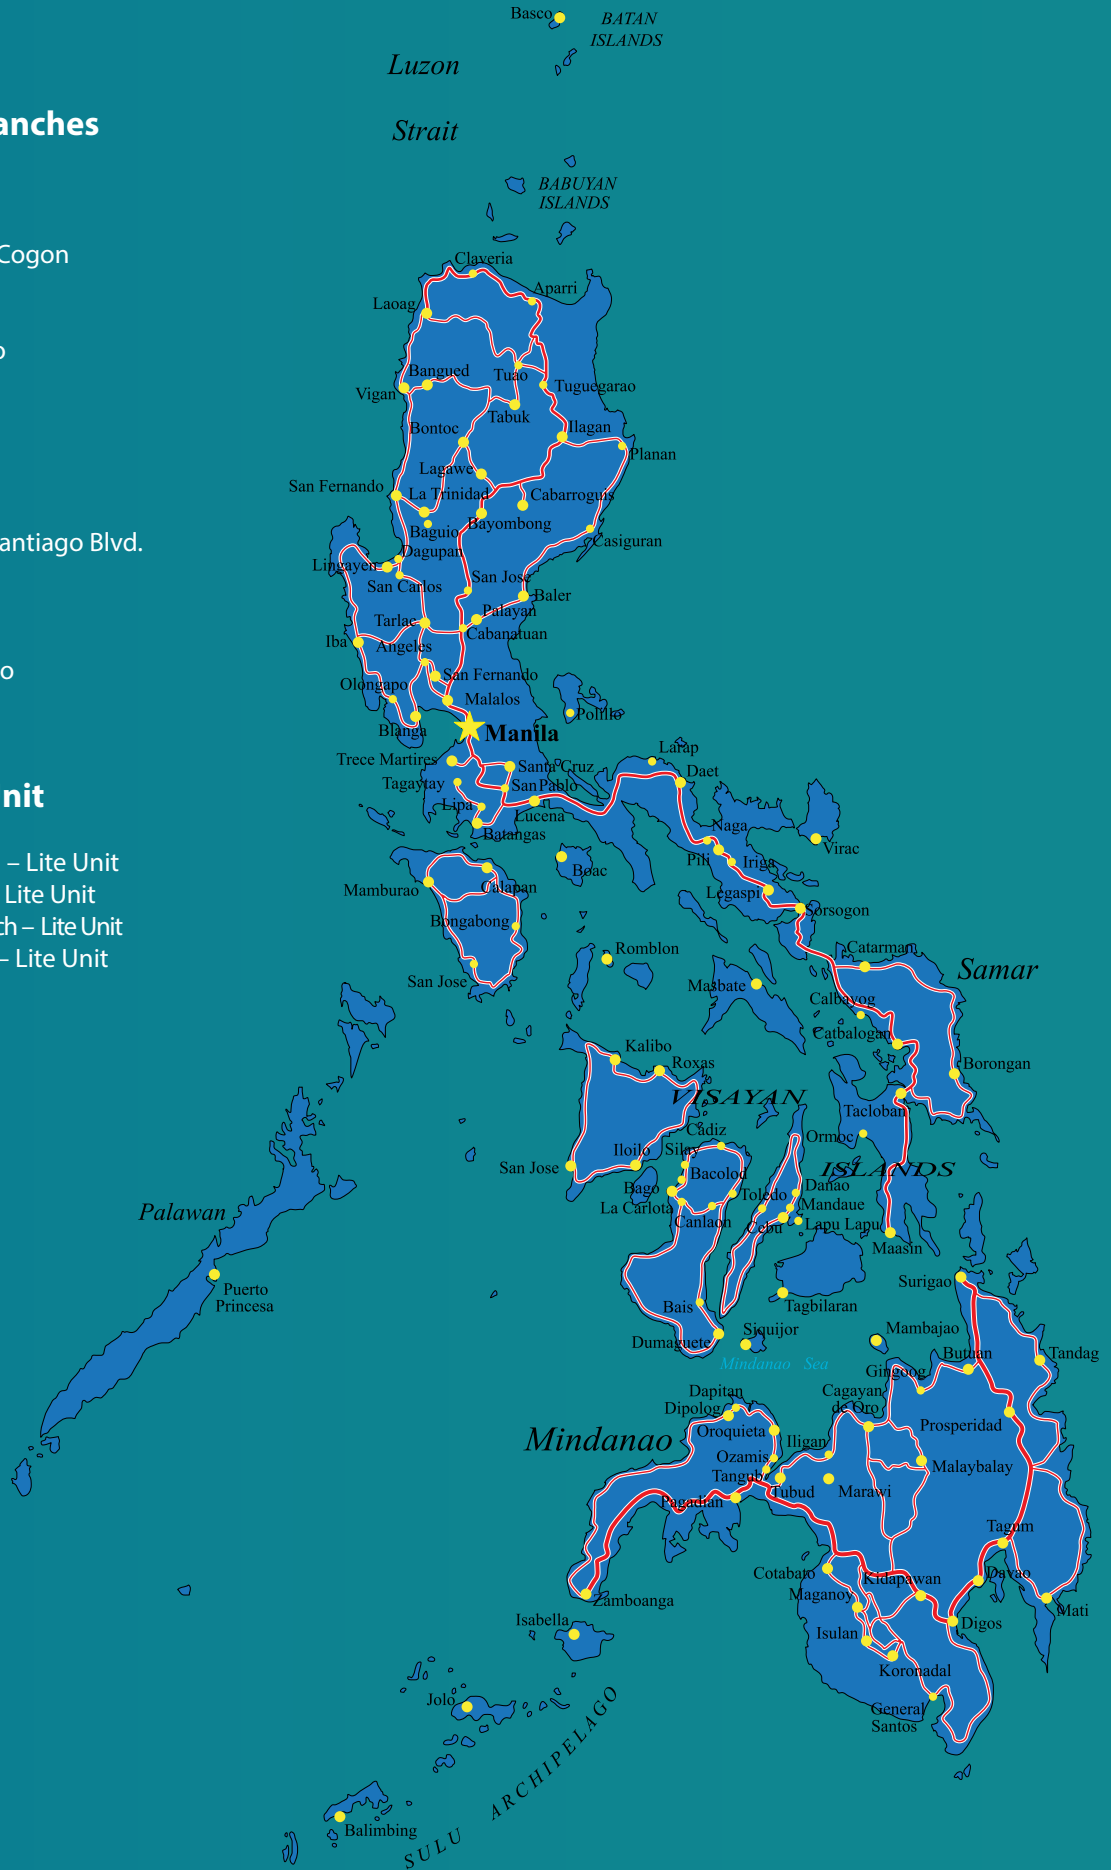 anches
Cogon
o
antiago Blvd.
o
nit
– Lite Unit
Lite Unit
ch – Lite Unit
– Lite Unit
Basco
BATAN
ISLANDS
Luzon
Strait
BABUYAN
ISLANDS
Claveria
Aparri
Laoag
Bangued
Tuao
Tuguegarao
Vigan
Tabuk
Bontoc
Ilagan
Planan
Lagawe
San Fernando
La Trinidad
Cabarroguis
Bayombong
Baguio
Casiguran
Dagupan
Lingayen
San Carlos
San Jose
Baler
Palayan
Tarlac
Cabanatuan
Iba
Angeles
San Fernando
Olongapo
Malalos
Polillo
Blanga
Manila
Larap
Trece Martires
Santa Cruz
Daet
Tagaytay
San Pablo
Lipa
Lucena
Naga
Batangas
Virac
Pili
Iriga
Boac
Calapan
Mamburao
Legaspi
Sorsogon
Bongabong
Romblon
Catarman
Samar
San Jose
Masbate
Calbayog
Catbalogan
Kalibo
Roxas
Borongan
VISAYAN
Tacloban
Cadiz
Ormoc
Iloilo
Silay
San Jose
Bacolod
ISLANDS
Bago
Toledo
Danao
La Carlota
Mandaue
Canlaon
Cebu
Lapu Lapu
Palawan
Maasin
Surigao
Puerto
Princesa
Bais
Tagbilaran
Siquijor
Mambajao
Dumaguete
Butuan
Tandag
Mindanao Sea
Gingoog
Dapitan
Cagayan
de Oro
Dipolog
Prosperidad
Oroquieta
Mindanao
Iligan
Ozamis
Malaybalay
Tangub
Tubud
Marawi
Pagadian
Tagum
Cotabato
Kidapawan
Davao
Maganoy
Mati
Zamboanga
Isabella
Digos
Isulan
Koronadal
Jolo
General
Santos
SULU ARCHIPELAGO
Balimbing